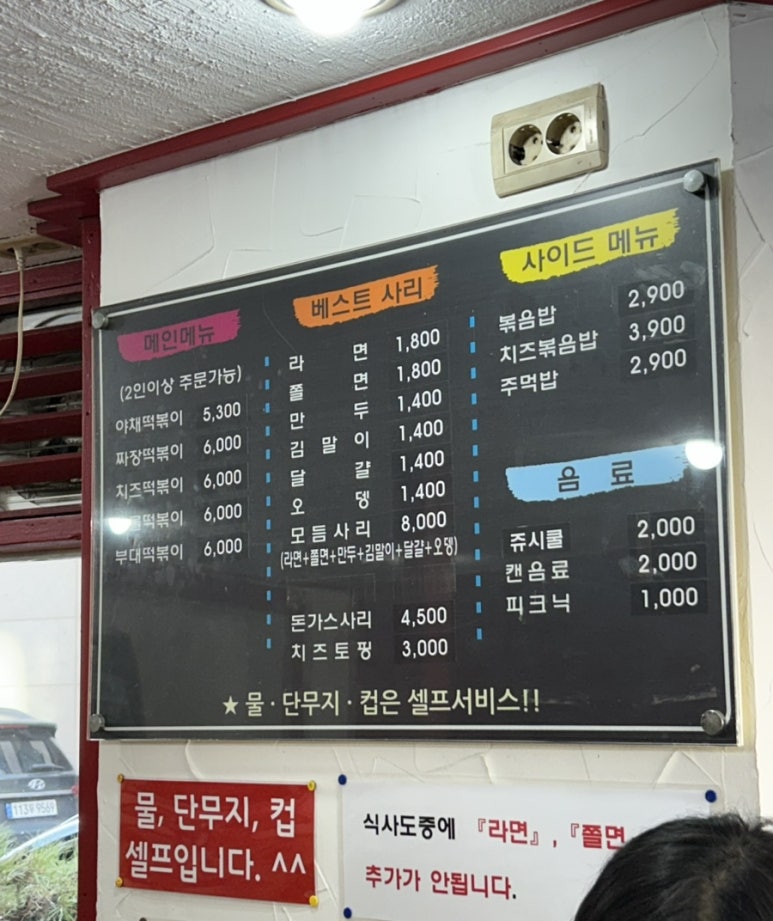 메인메뉴
(2인이상 주문가능)
야채떡볶이 5,300
짜장떡볶이 6,000
치즈떡볶이 6,000
6,000
부대떡볶이 6,000
베스트 사리
라 면 1,800
쫄 면 1,800
만 두 1,400
김 말 이 1,400
달 걀 1,400
오 뎅 1,400
모듬사리 8,000
(라면+쫄면+만두+김말이+달걀+오뎅)
돈가스사리 4,500
치즈토핑 3,000
사이드 메뉴
볶음밥 2,900
치즈볶음밥 3,900
주먹밥 2,900
음 료
쥬시쿨 2,000
캔음료 2,000
피크닉 1,000
★ 물 · 단무지 · 컵은 셀프서비스!!
물, 단무지, 컵
셀프입니다. ^^
식사도중에 『라면』, 『쫄면
추가가 안됩니다.